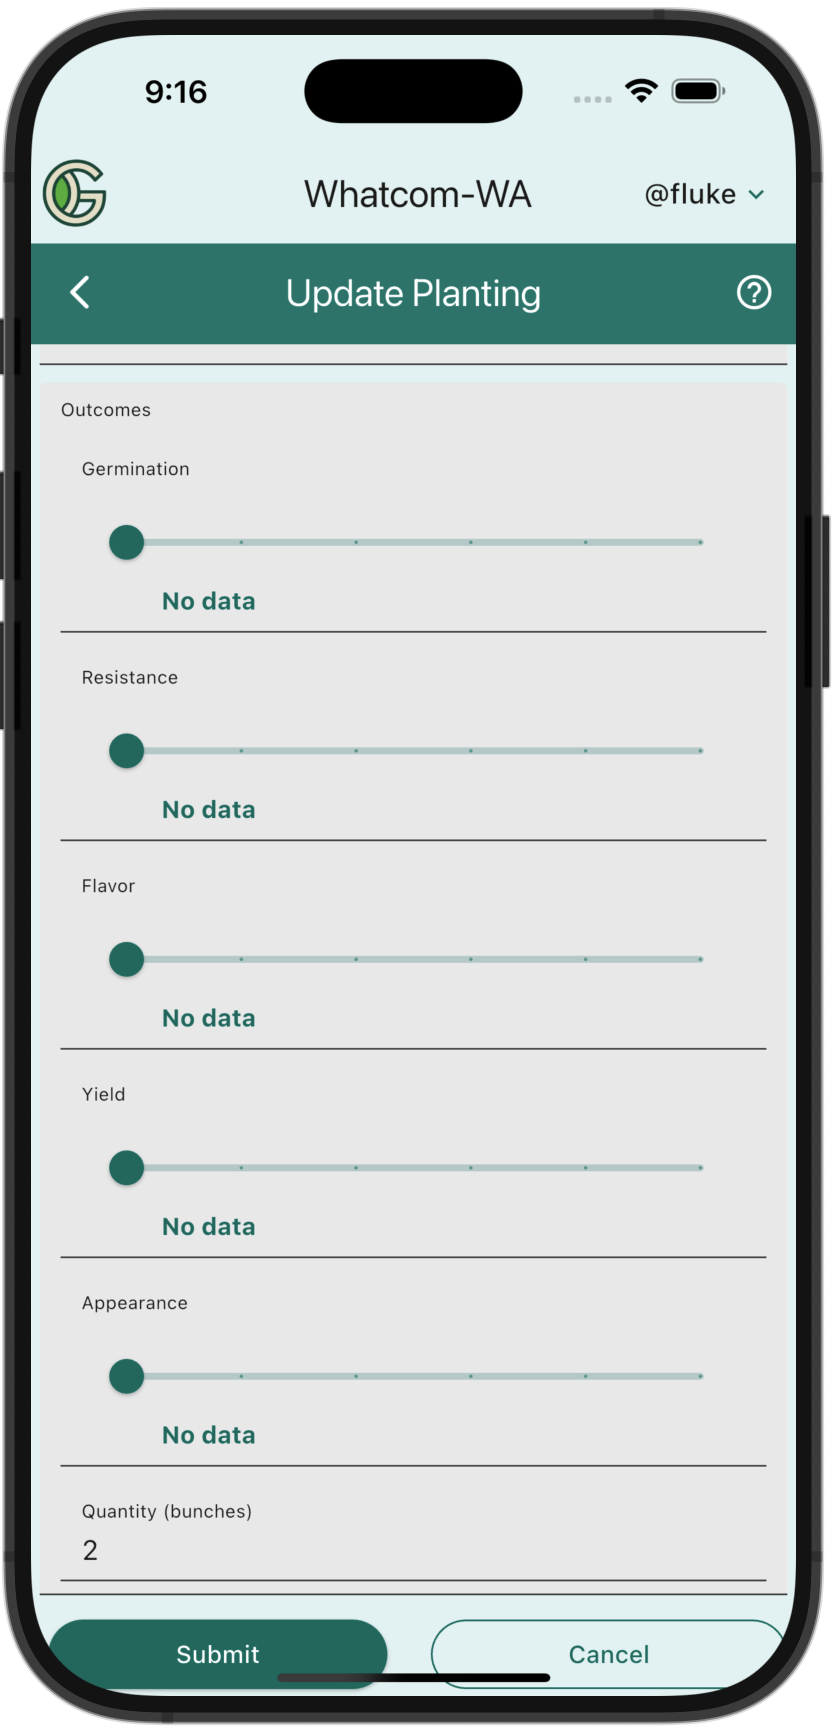 9:16
Whatcom-WA
@fluke
Update Planting
Outcomes
Germination
No data
Resistance
No data
Flavor
No data
Yield
No data
Appearance
No data
Quantity (bunches)
2
Submit
Cancel